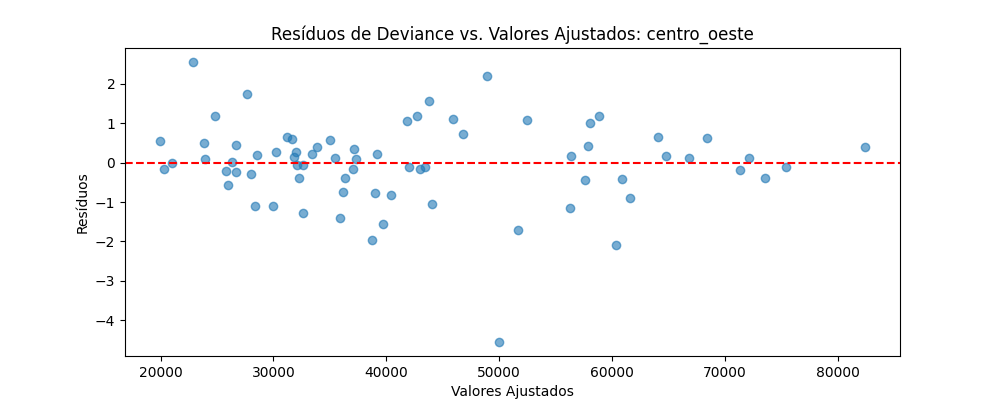 Resíduos de Deviance vs. Valores Ajustados: centro_oeste
Resíduos
2
1
0
−1
−2
−3
−4
20000 30000 40000 50000 60000 70000 80000
Valores Ajustados